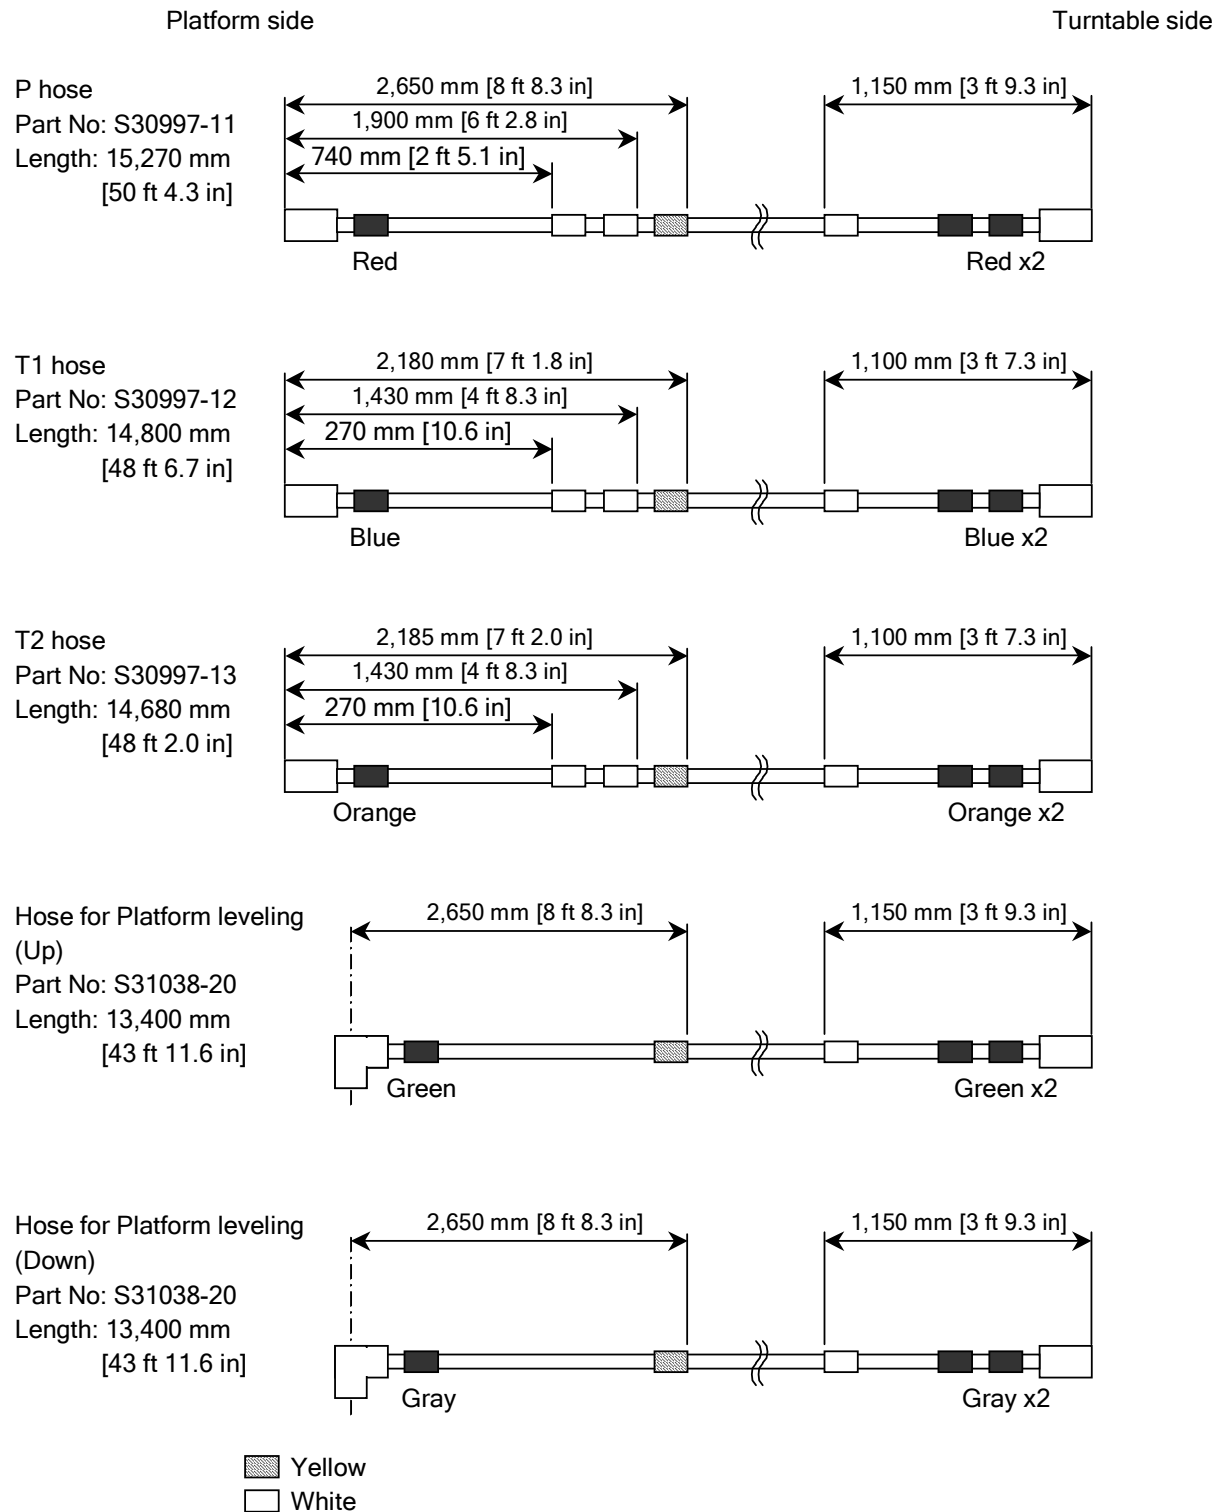 Platform side
Turntable side
P hose
Part No: S30997-11
Length: 15,270 mm
[50 ft 4.3 in]
2,650 mm [8 ft 8.3 in]
1,900 mm [6 ft 2.8 in]
740 mm [2 ft 5.1 in]
1,150 mm [3 ft 9.3 in]
Red
Red x2
T1 hose
Part No: S30997-12
Length: 14,800 mm
[48 ft 6.7 in]
2,180 mm [7 ft 1.8 in]
1,430 mm [4 ft 8.3 in]
270 mm [10.6 in]
1,100 mm [3 ft 7.3 in]
Blue
Blue x2
T2 hose
Part No: S30997-13
Length: 14,680 mm
[48 ft 2.0 in]
2,185 mm [7 ft 2.0 in]
1,430 mm [4 ft 8.3 in]
270 mm [10.6 in]
1,100 mm [3 ft 7.3 in]
Orange
Orange x2
Hose for Platform leveling
(Up)
Part No: S31038-20
Length: 13,400 mm
[43 ft 11.6 in]
2,650 mm [8 ft 8.3 in]
1,150 mm [3 ft 9.3 in]
Green
Green x2
Hose for Platform leveling
(Down)
Part No: S31038-20
Length: 13,400 mm
[43 ft 11.6 in]
2,650 mm [8 ft 8.3 in]
1,150 mm [3 ft 9.3 in]
Gray
Gray x2
Yellow
White